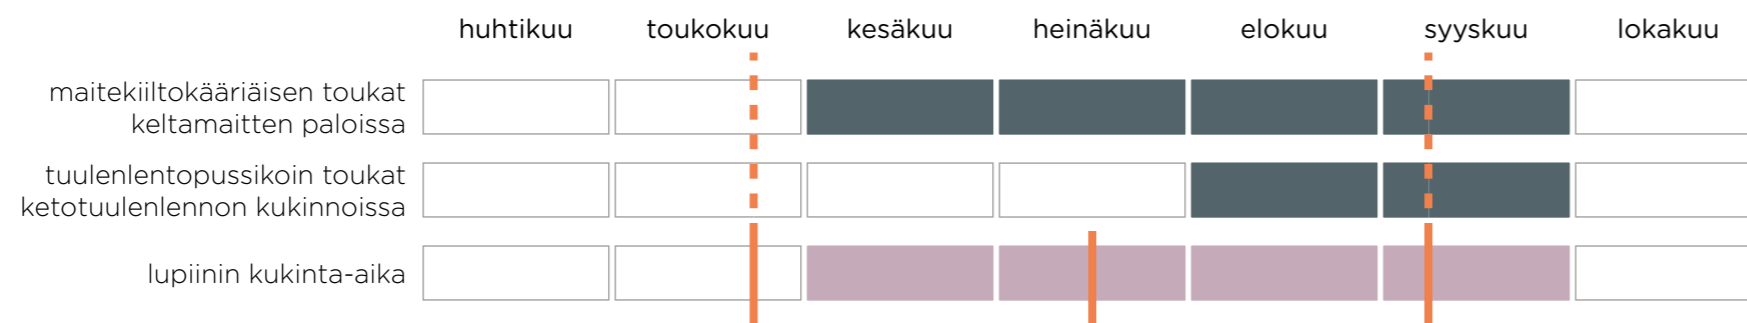 huhtikuu toukokuu kesäkuu heinäkuu elokuu syyskuu lokakuu
maitekiiltokääriäisen toukat
keltamaitten paloissa
tuulenlentopussikoin toukat
ketotuulenlennon kukinnoissa
lupiinin kukinta-aika